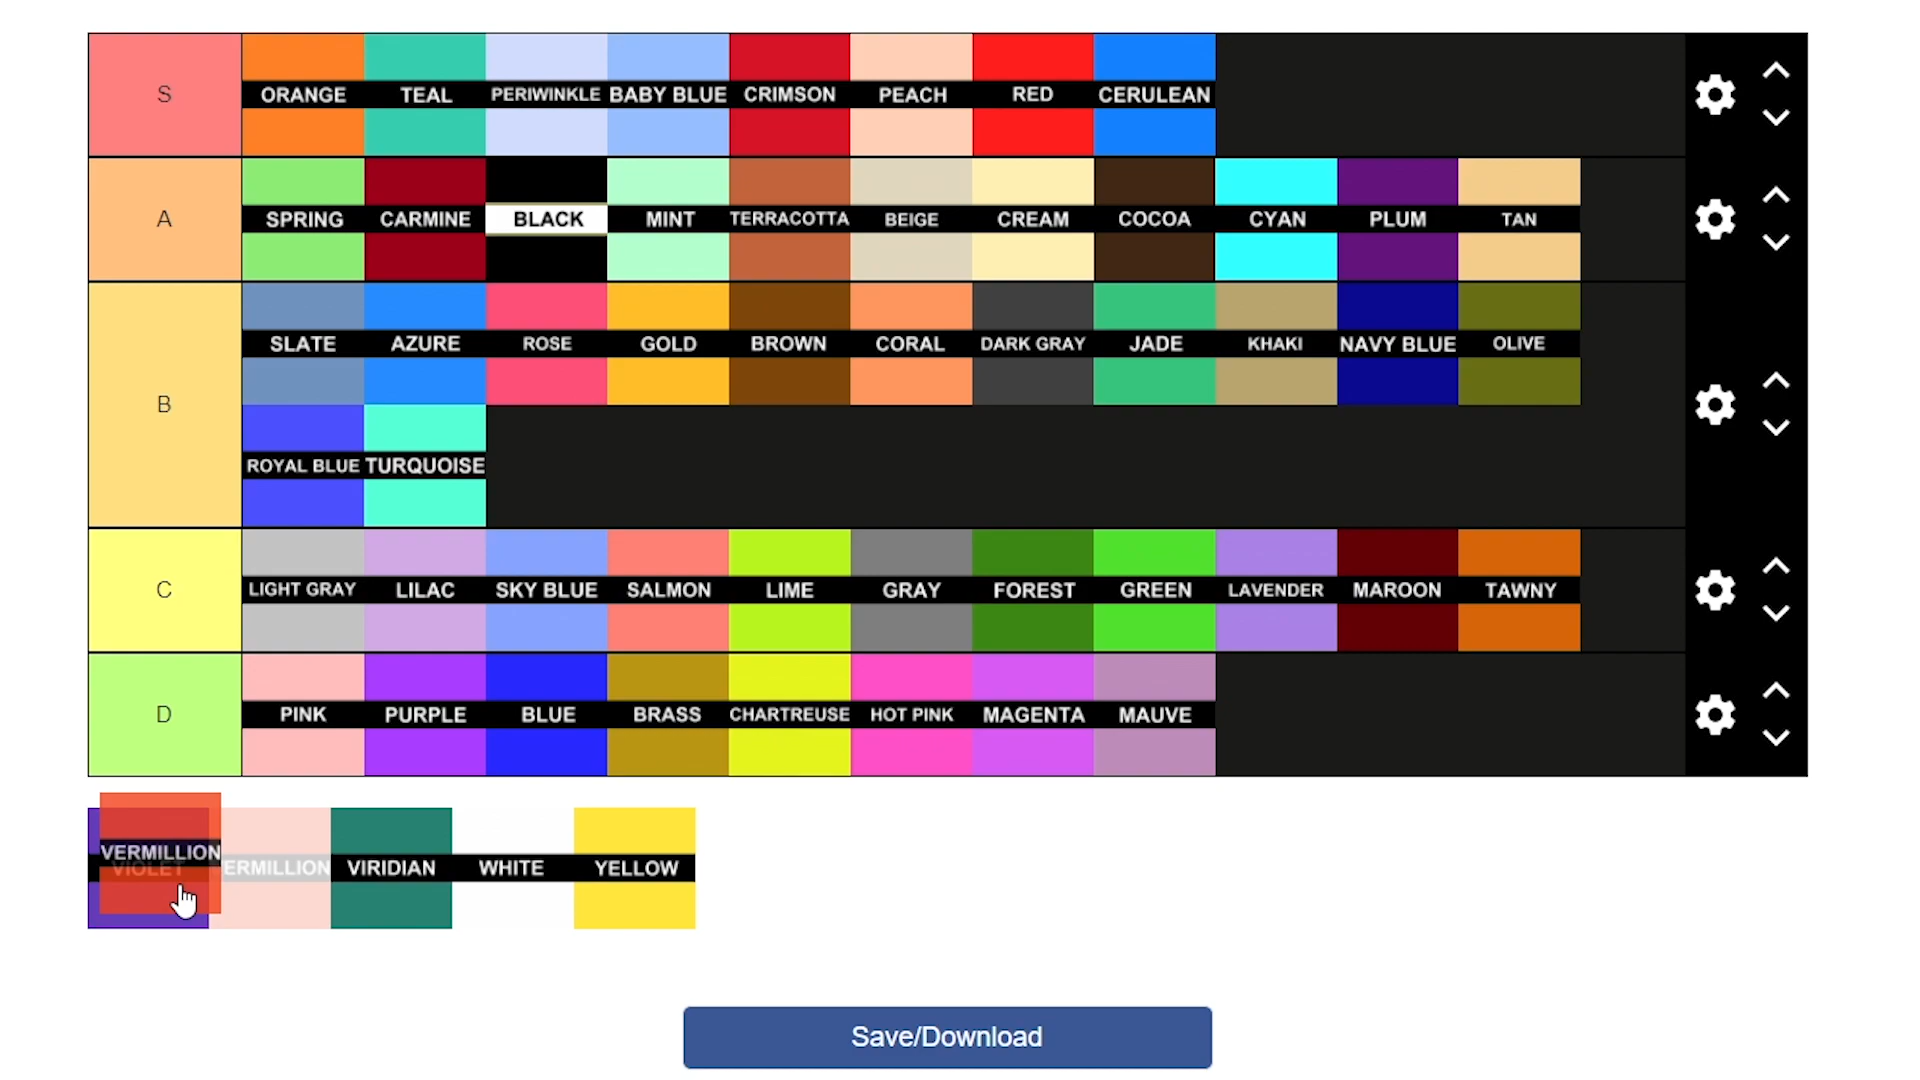 S ORANGE TEAL PERIWINKLE BABY BLUE CRIMSON PEACH RED CERULEAN
A SPRING CARMINE BLACK MINT TERRACOTTA BEIGE CREAM COCOA CYAN PLUM TAN
B SLATE AZURE ROSE GOLD BROWN CORAL DARK GRAY JADE KHAKI NAVY BLUE OLIVE
ROYAL BLUE TURQUOISE
C LIGHT GRAY LILAC SKY BLUE SALMON LIME GRAY FOREST GREEN LAVENDER MAROON TAWNY
D PINK PURPLE BLUE BRASS CHARTREUSE HOT PINK MAGENTA MAUVE
VERMILLION
VIOLET ERMILLION VIRIDIAN WHITE YELLOW
Save/Download